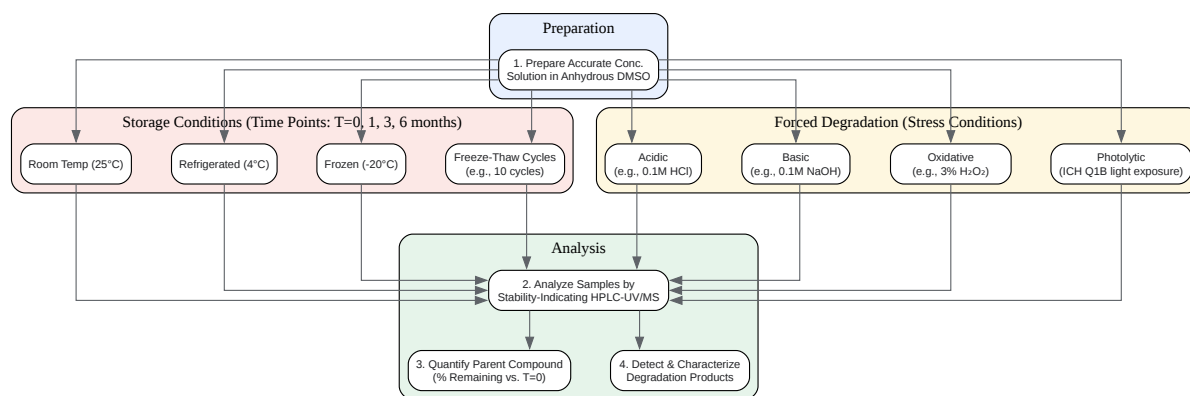 Preparation
1. Prepare Accurate Conc.
Solution in Anhydrous DMSO
Storage Conditions (Time Points: T=0, 1, 3, 6 months)
Room Temp (25°C)
Refrigerated (4°C)
Frozen (-20°C)
Freeze-Thaw Cycles
(e.g., 10 cycles)
Forced Degradation (Stress Conditions)
Acidic
(e.g., 0.1M HCl)
Basic
(e.g., 0.1M NaOH)
Oxidative
(e.g., 3% H₂O₂)
Photolytic
(ICH Q1B light exposure)
Analysis
2. Analyze Samples by
Stability-Indicating HPLC-UV/MS
3. Quantify Parent Compound
(% Remaining vs. T=0)
4. Detect & Characterize
Degradation Products